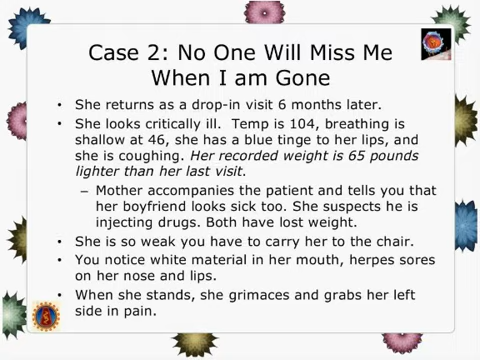 Case 2: No One Will Miss Me
When I am Gone
• She returns as a drop-in visit 6 months later.
• She looks critically ill.  Temp is 104, breathing is
shallow at 46, she has a blue tinge to her lips, and
she is coughing. Her recorded weight is 65 pounds
lighter than her last visit.
– Mother accompanies the patient and tells you that
her boyfriend looks sick too. She suspects he is
injecting drugs. Both have lost weight.
• She is so weak you have to carry her to the chair.
• You notice white material in her mouth, herpes sores
on her nose and lips.
• When she stands, she grimaces and grabs her left
side in pain.